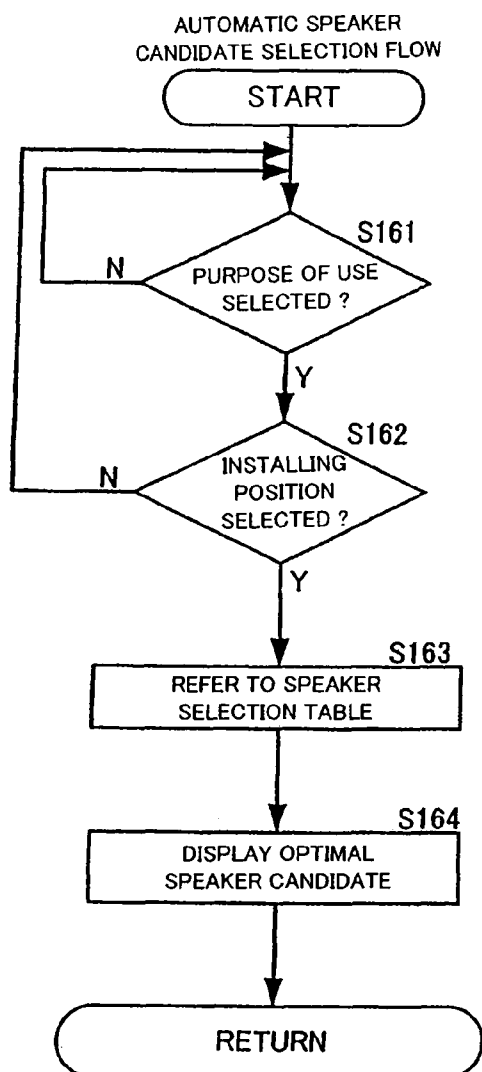 AUTOMATIC SPEAKER
CANDIDATE SELECTION FLOW
START
S161
N
PURPOSE OF USE
SELECTED ?
Y
S162
N
INSTALLING
POSITION
SELECTED ?
Y
S163
REFER TO SPEAKER
SELECTION TABLE
S164
DISPLAY OPTIMAL
SPEAKER CANDIDATE
RETURN